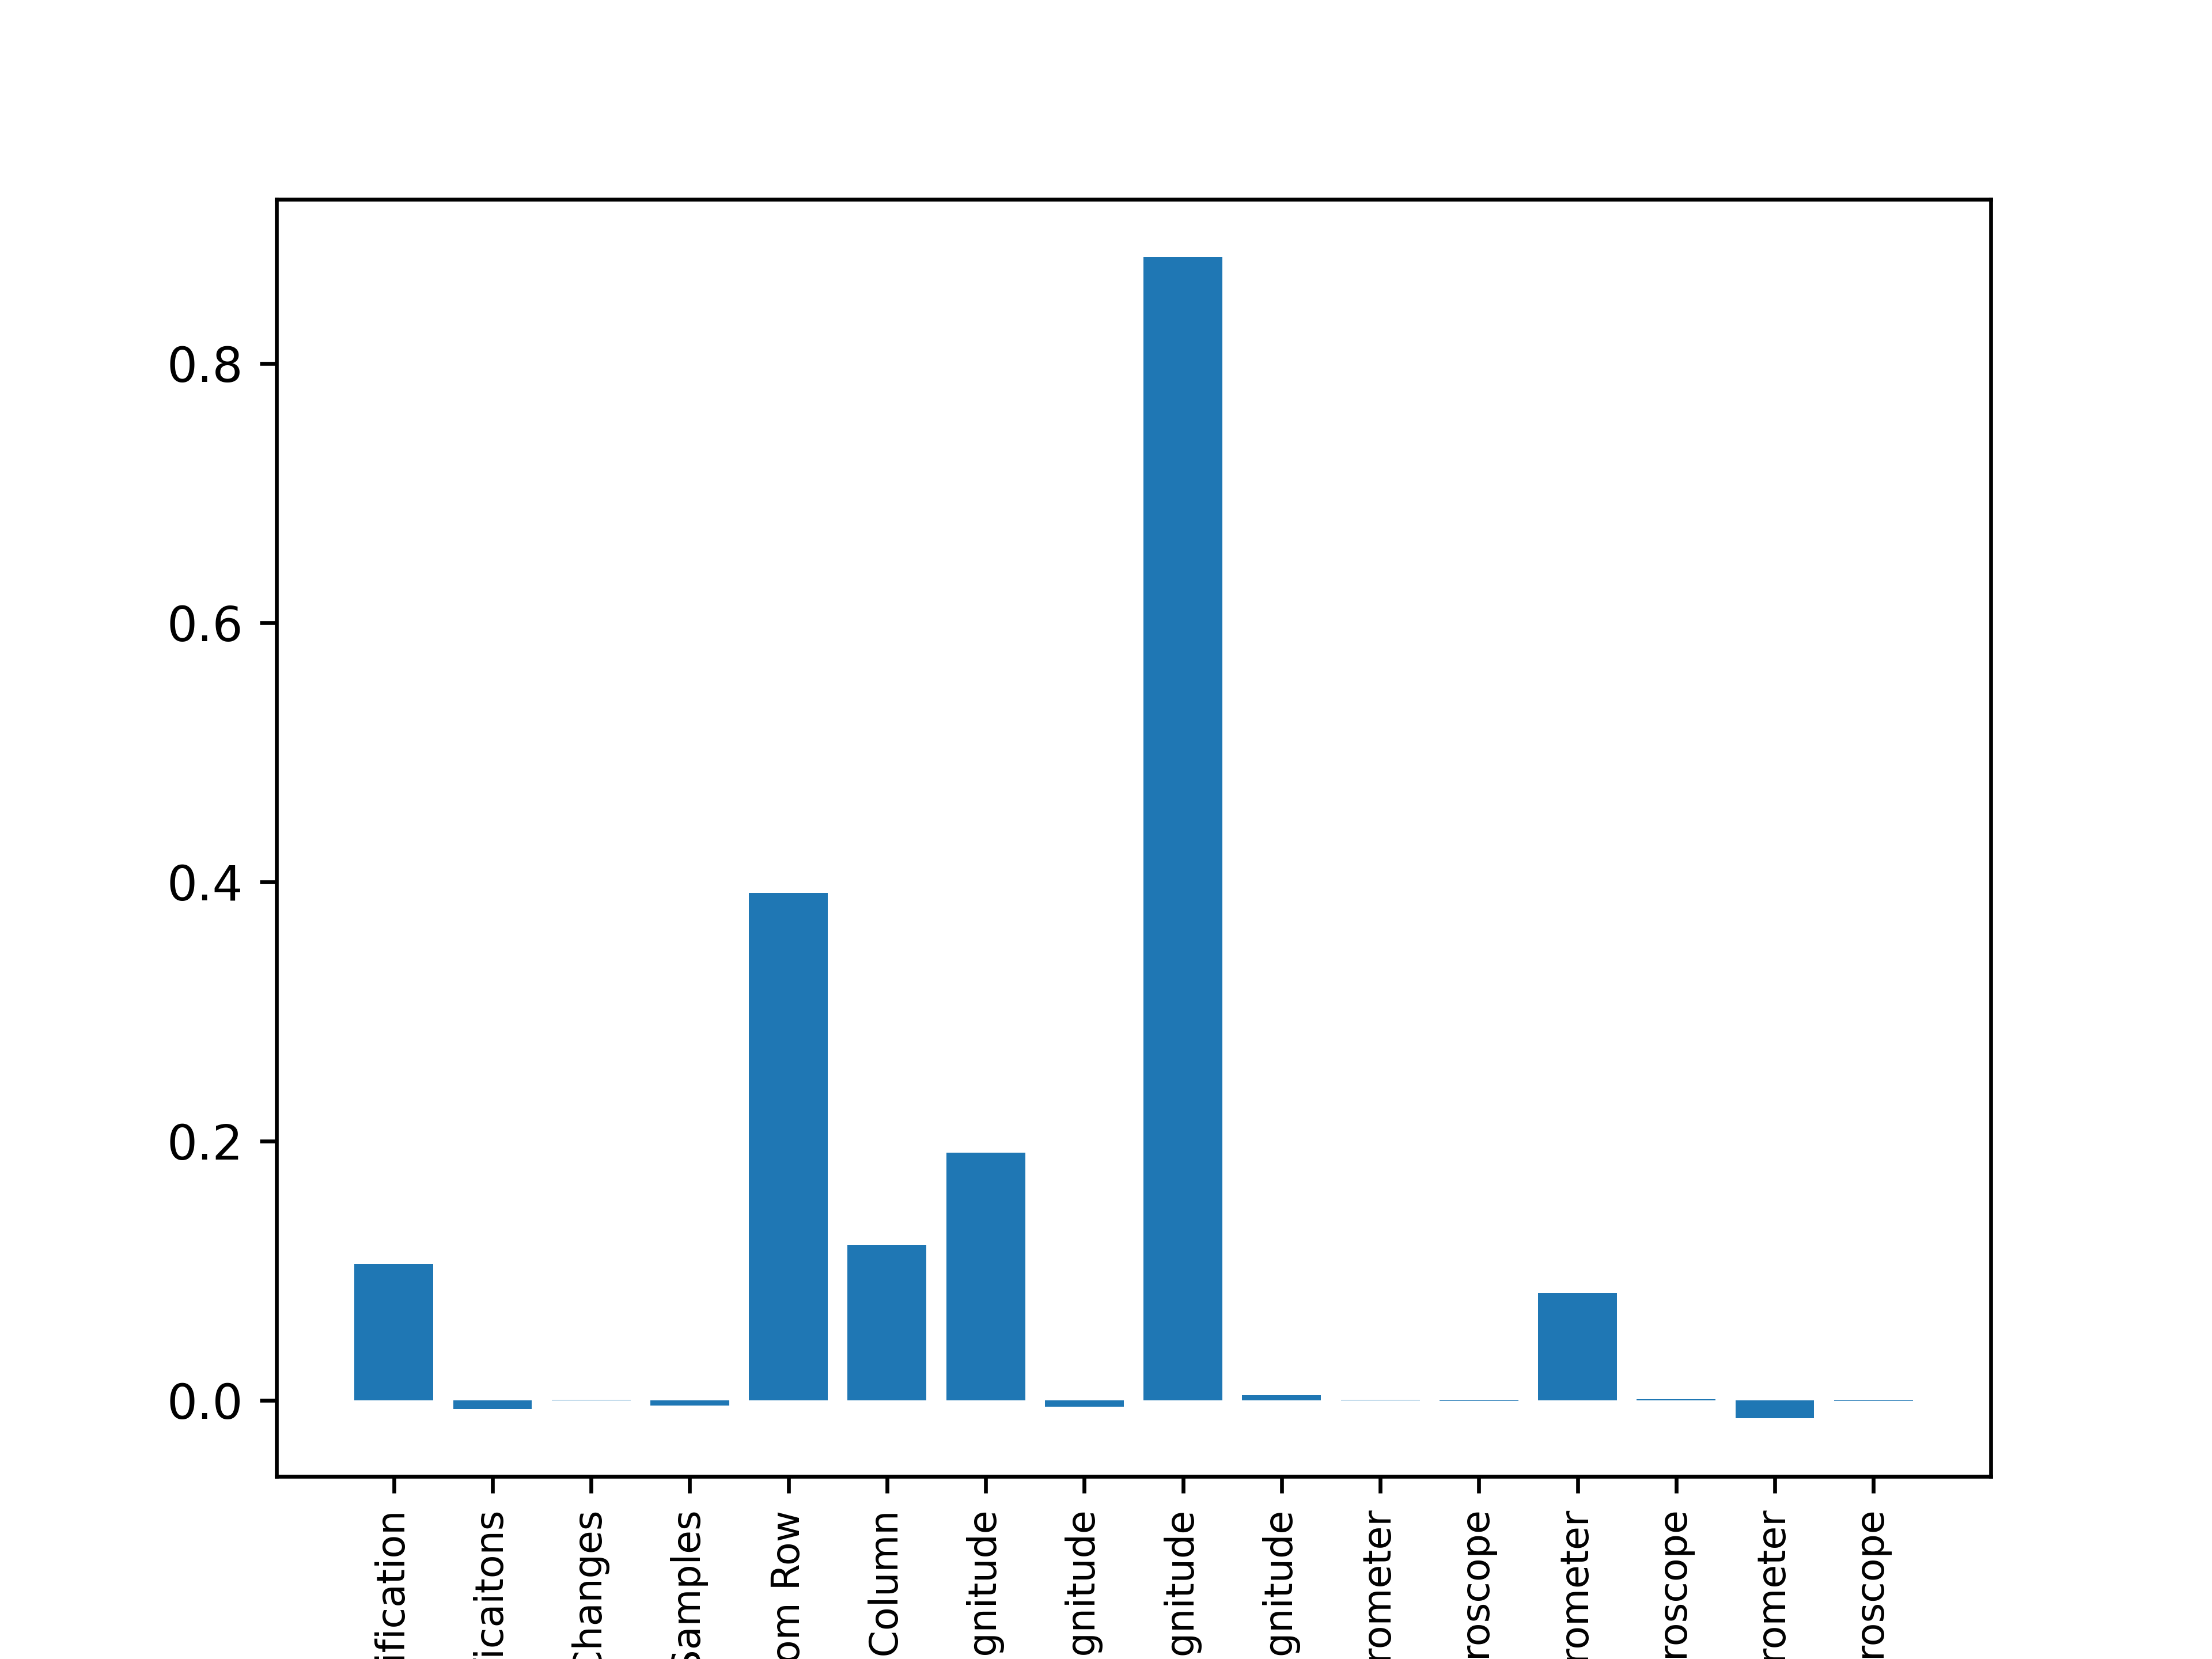 0.8
0.6
0.4
0.2
0.0
ification
icaitons
Changes
Samples
om Row
Column
gnitude
gnitude
gnitude
gnitude
rometer
roscope
rometer
roscope
rometer
roscope